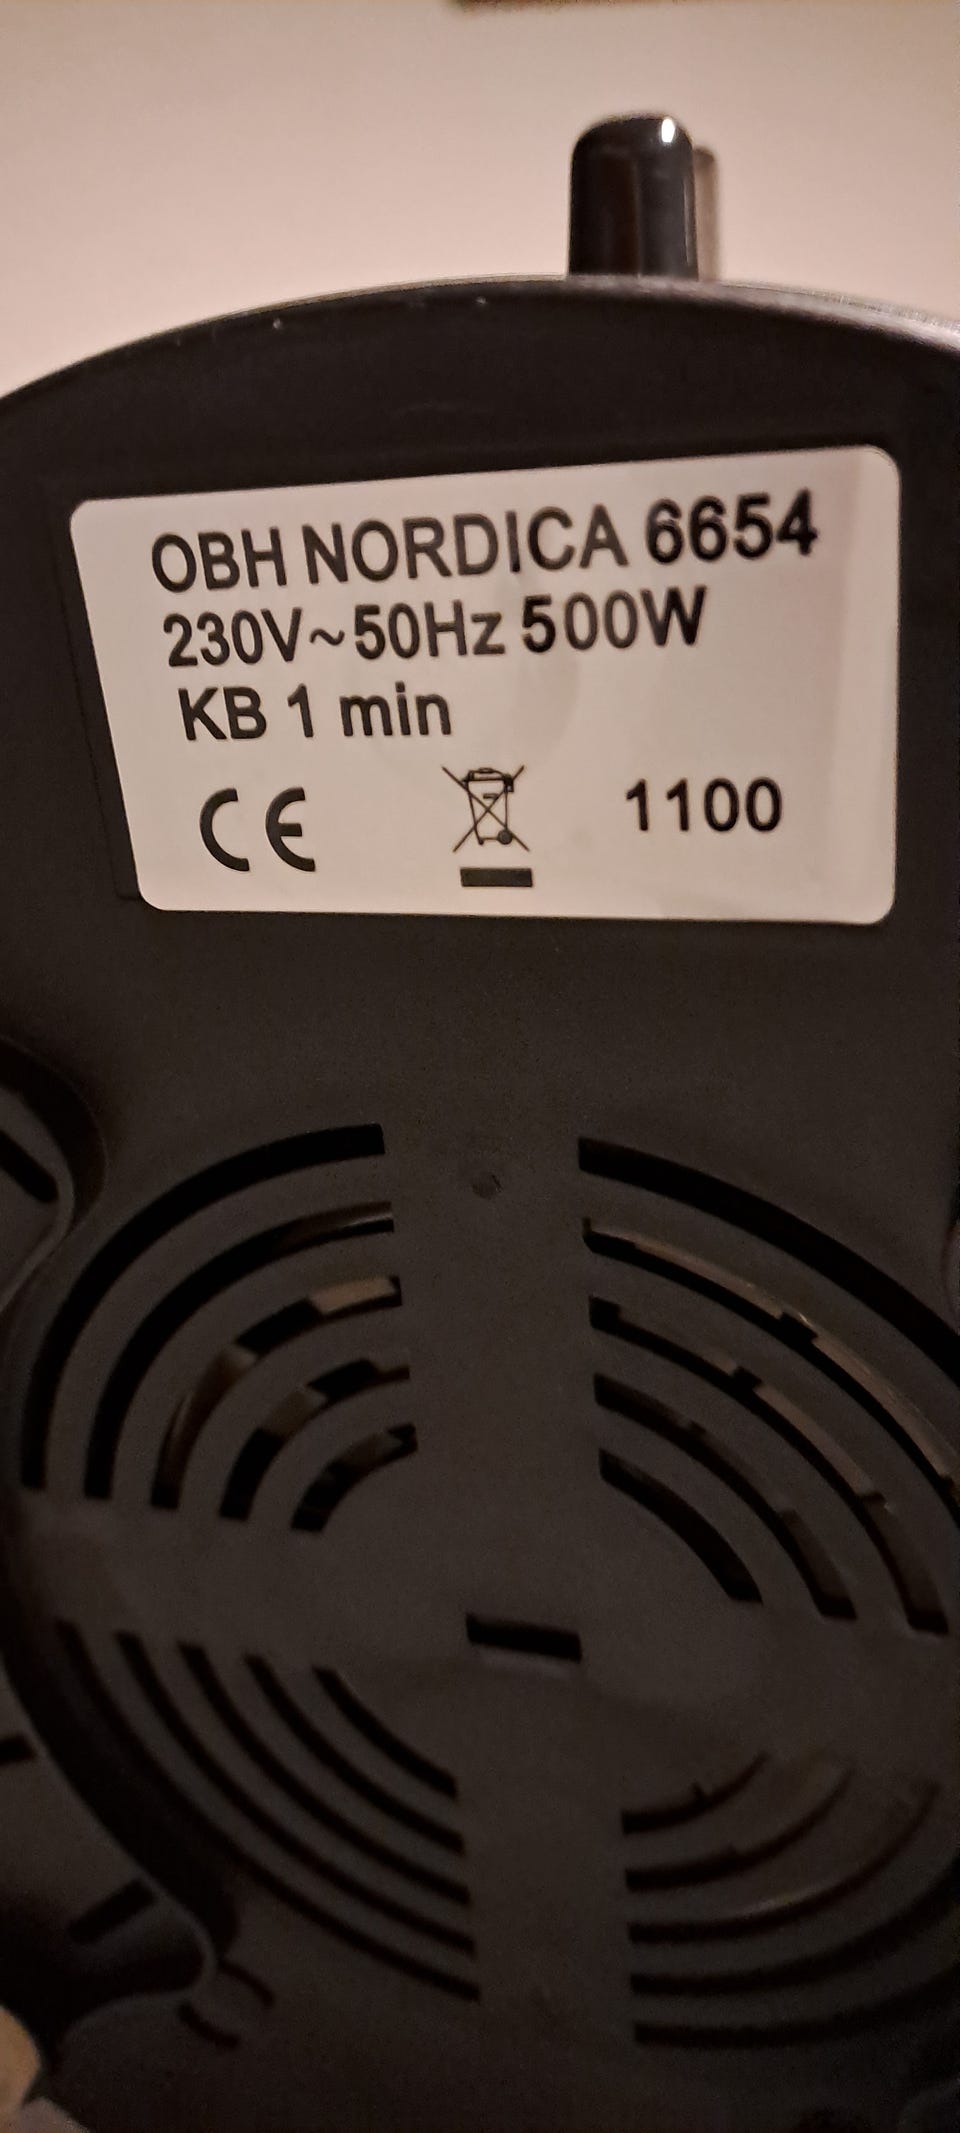 OBH NORDICA 6654
230V~50Hz 500W
KB 1 min
CE 1100